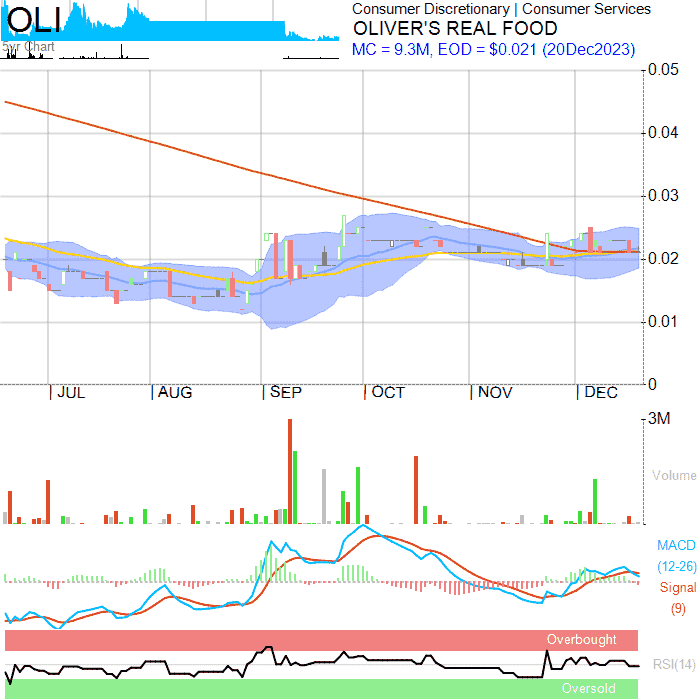 OLI
5yr Chart
Consumer Discretionary | Consumer Services
OLIVER'S REAL FOOD
MC = 9.3M, EOD = $0.021 (20Dec2023)
0.05
0.04
0.03
0.02
0.01
0
| JUL | AUG | SEP | OCT | NOV | DEC
3M
Volume
MACD
(12-26)
Signal
(9)
Overbought
RSI(14)
Oversold